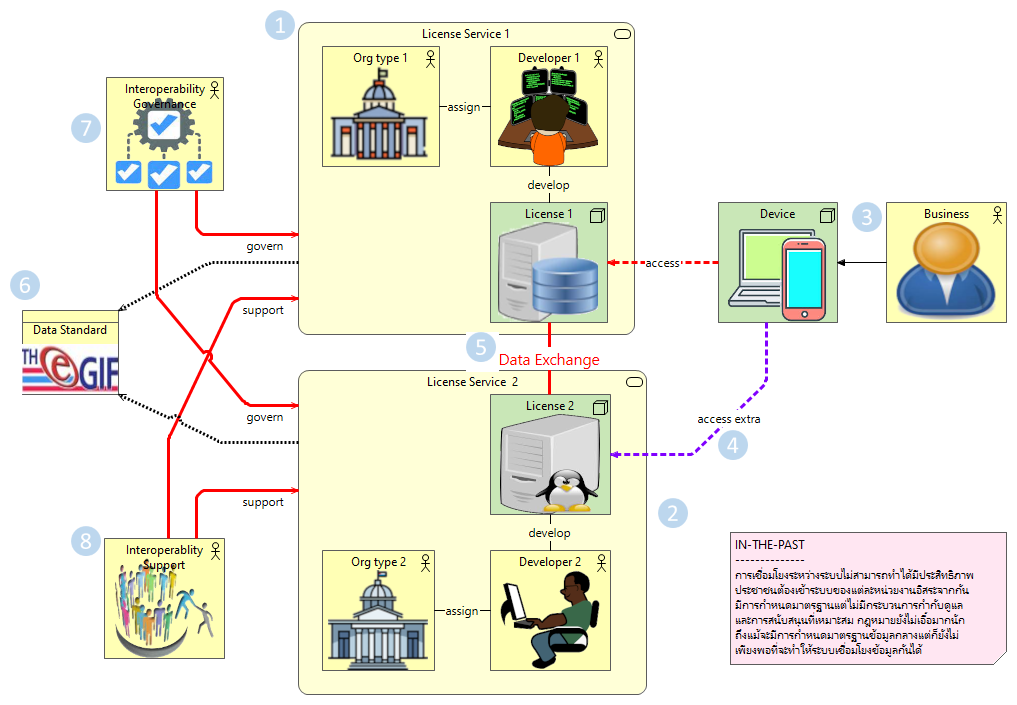 1
License Service 1
Org type 1
Developer 1
assign
develop
License 1
7
Interoperability
Governance
govern
support
6
Data Standard
TH eGIF
access
Device
3
Business
5
Data Exchange
License Service  2
License 2
govern
access extra
4
support
develop
2
8
Interoperablity
Support
Org type 2
Developer 2
assign
IN-THE-PAST
--------------
การเชื่อมโยงระหว่างระบบไม่สามารถทำได้มีประสิทธิภาพ
ประชาชนต้องเข้าระบบของแต่ละหน่วยงานอิสระจากกัน
มีการกำหนดมาตรฐานแต่ไม่มีกระบวนการกำกับดูแล
และการสนับสนุนที่เหมาะสม กฎหมายยังไม่เอื้อมากนัก
ถึงแม้จะมีการกำหนดมาตรฐานข้อมูลกลางแต่ก็ยังไม่
เพียงพอที่จะทำให้ระบบเชื่อมโยงข้อมูลกันได้